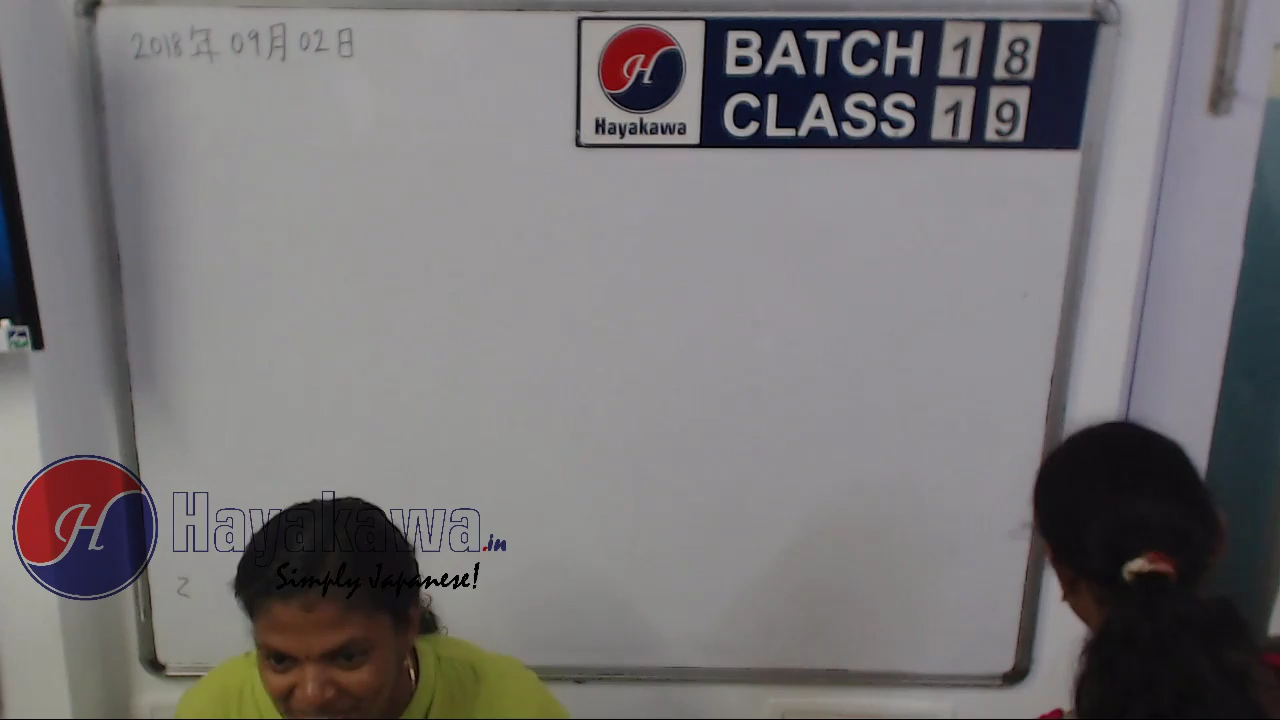 2018年 09月 02日
H
Hayakawa
BATCH 18
CLASS 19
H
Hayakawa.in
Simply Japanese!